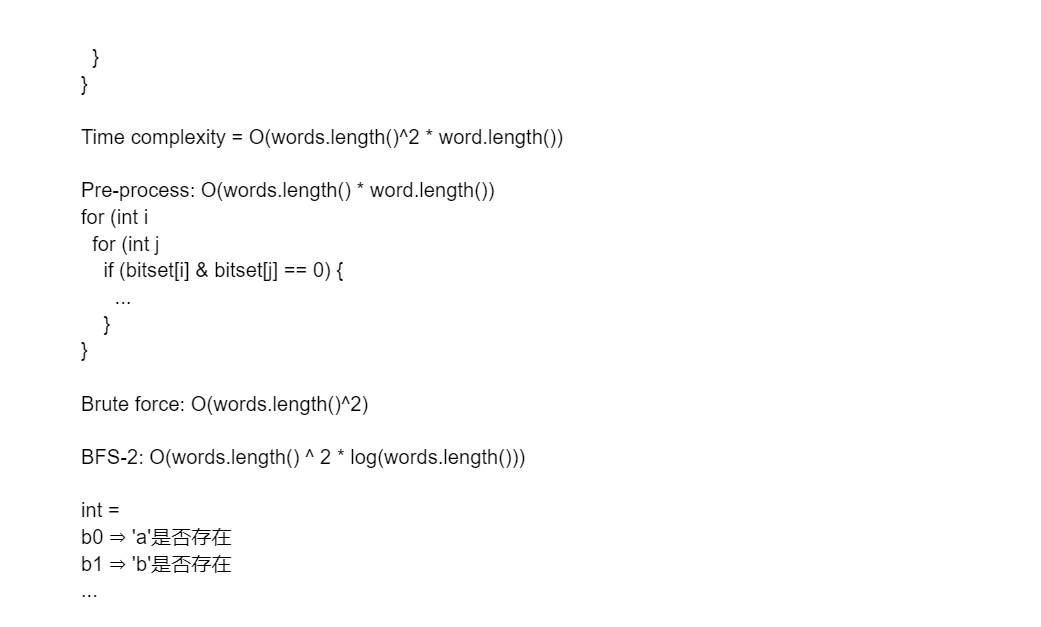 }
}
Time complexity = O(words.length()^2 * word.length())
Pre-process: O(words.length() * word.length())
for (int i
for (int j
if (bitset[i] & bitset[j] == 0) {
...
}
}
Brute force: O(words.length()^2)
BFS-2: O(words.length() ^ 2 * log(words.length()))
int =
b0 ⇒ 'a'是否存在
b1 ⇒ 'b'是否存在
...